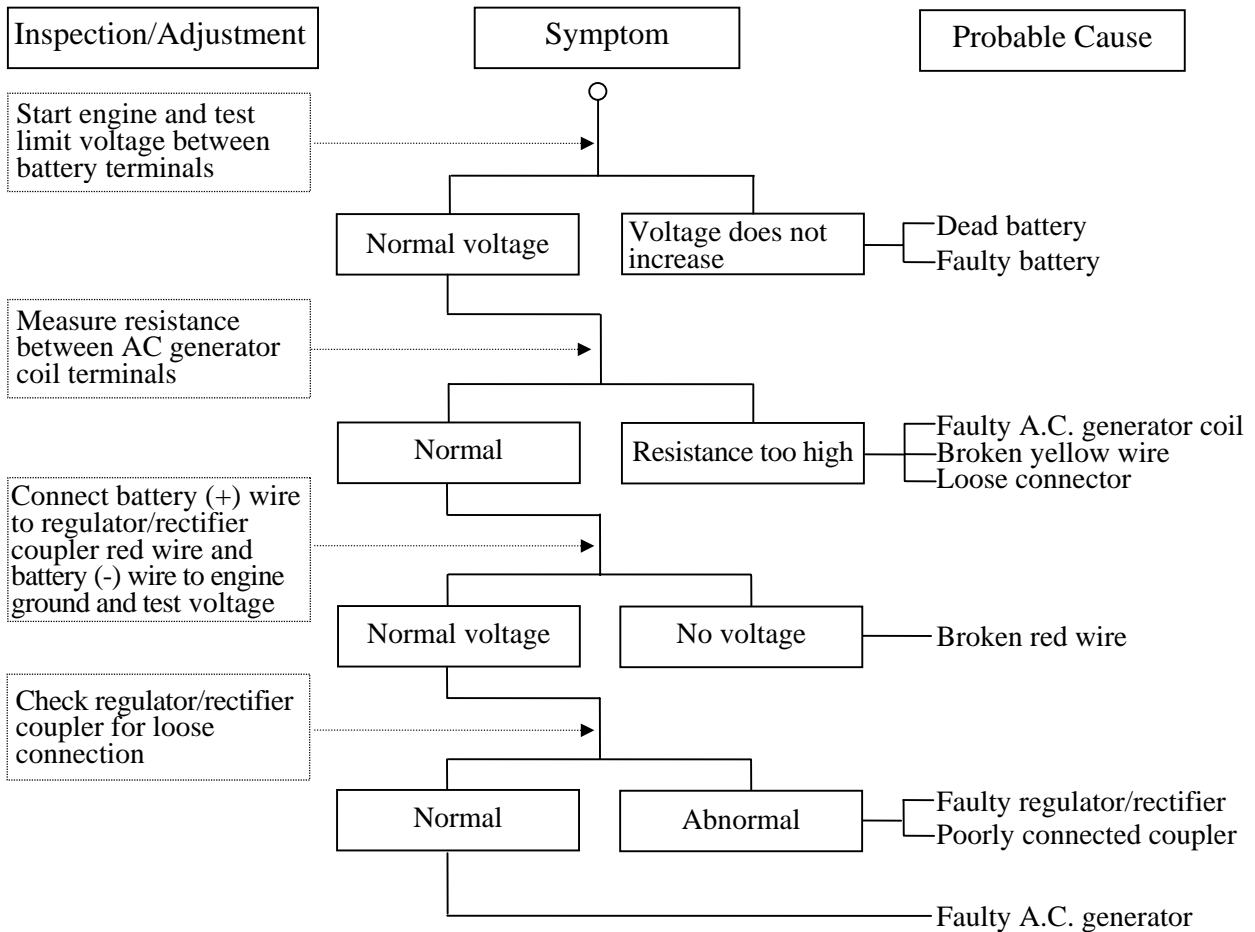 Inspection/Adjustment
Symptom
Probable Cause
Start engine and test
limit voltage between
battery terminals
Normal voltage
Voltage does not
increase
Dead battery
Faulty battery
Measure resistance
between AC generator
coil terminals
Normal
Resistance too high
Faulty A.C. generator coil
Broken yellow wire
Loose connector
Connect battery (+) wire
to regulator/rectifier
coupler red wire and
battery (-) wire to engine
ground and test voltage
Normal voltage
No voltage
Broken red wire
Check regulator/rectifier
coupler for loose
connection
Normal
Abnormal
Faulty regulator/rectifier
Poorly connected coupler
Faulty A.C. generator